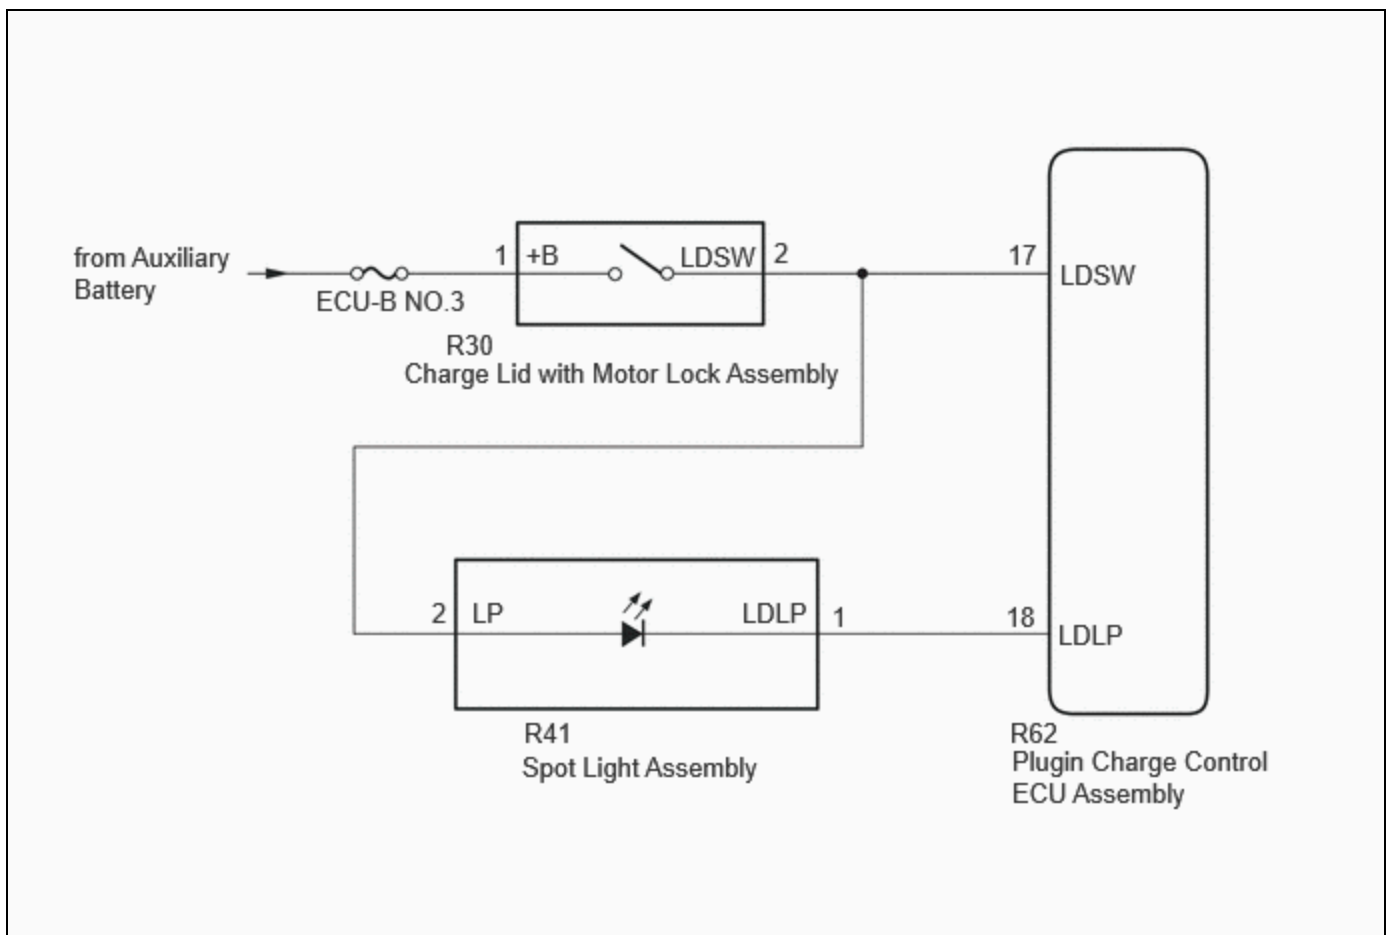 from Auxiliary
Battery
ECU-B NO.3
1
+B
LDSW
2
17
LDSW
R30
Charge Lid with Motor Lock Assembly
2
LP
LDLP
1
18
LDLP
R41
Spot Light Assembly
R62
Plugin Charge Control
ECU Assembly